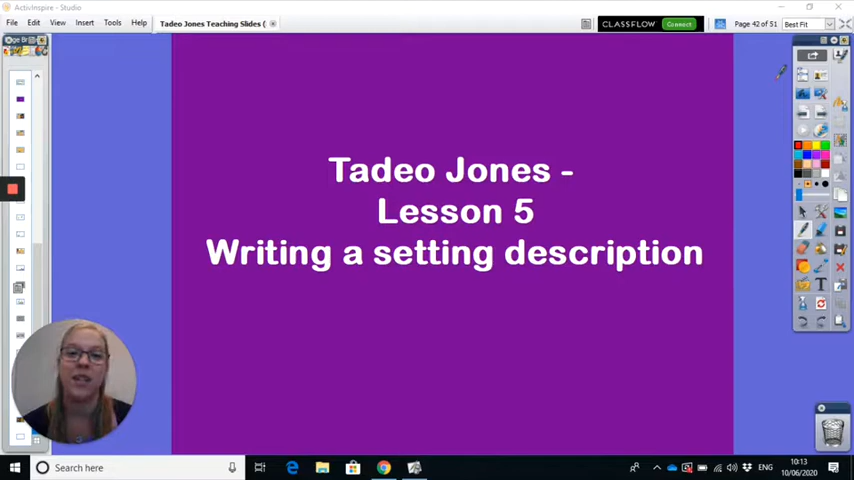 ActivInspire - Studio
File Edit View Insert Tools Help
Tadeo Jones Teaching Slides (
CLASSFLOW Connect
Page 42 of 51
Best Fit
Tadeo Jones -
Lesson 5
Writing a setting description
Search here
ENG
10:13
10/06/2020